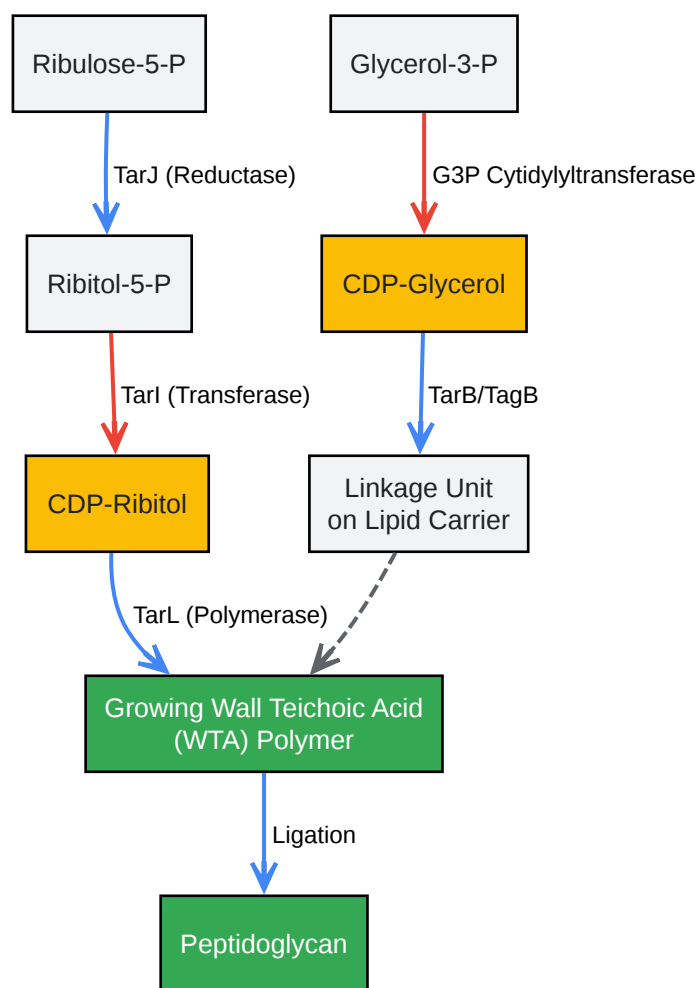 Ribulose-5-P
Glycerol-3-P
TarJ (Reductase)
G3P Cytidylyltransferase
Ribitol-5-P
CDP-Glycerol
TarI (Transferase)
TarB/TagB
CDP-Ribitol
Linkage Unit
on Lipid Carrier
TarL (Polymerase)
Growing Wall Teichoic Acid
(WTA) Polymer
Ligation
Peptidoglycan